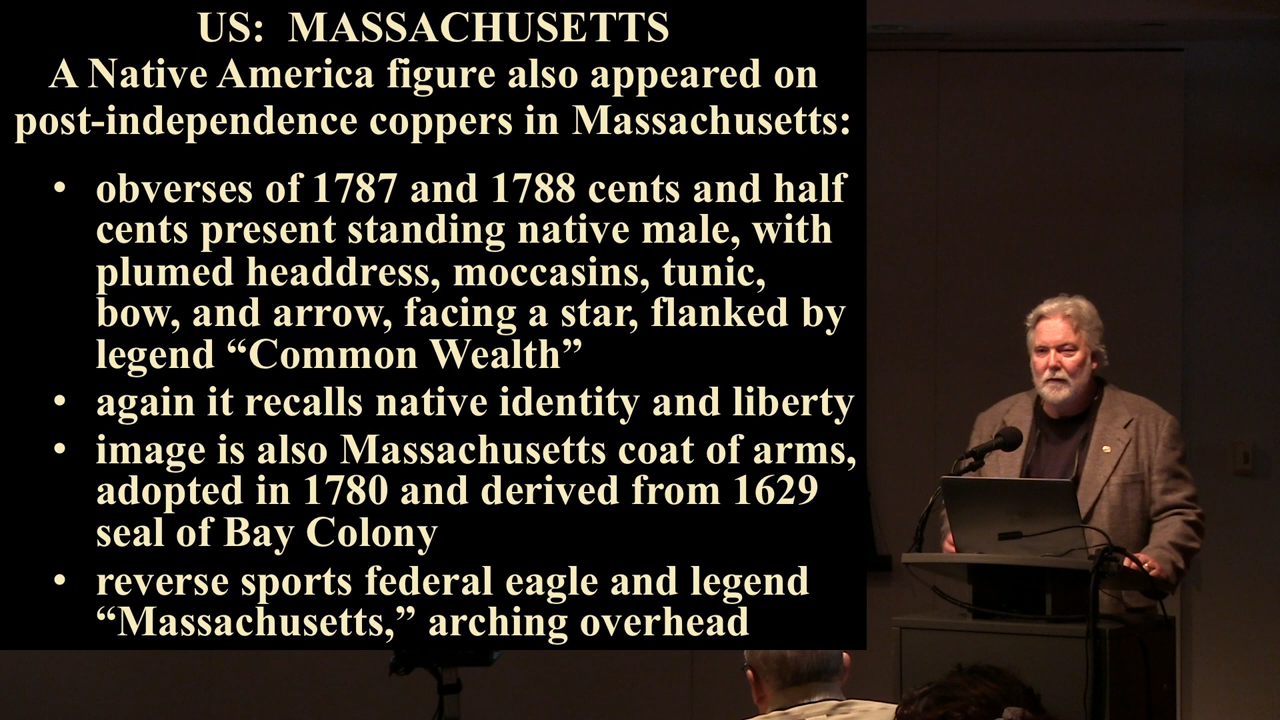 US: MASSACHUSETTS
A Native America figure also appeared on
post-independence coppers in Massachusetts:
• obverses of 1787 and 1788 cents and half
cents present standing native male, with
plumed headdress, moccasins, tunic,
bow, and arrow, facing a star, flanked by
legend “Common Wealth”
• again it recalls native identity and liberty
• image is also Massachusetts coat of arms,
adopted in 1780 and derived from 1629
seal of Bay Colony
• reverse sports federal eagle and legend
“Massachusetts,” arching overhead